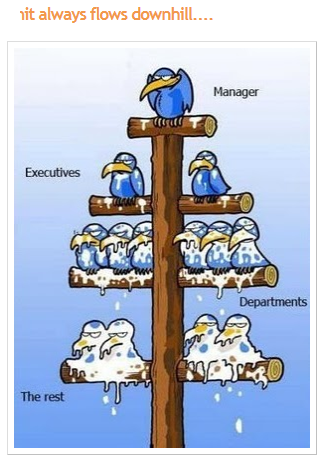 it always flows downhill....
Manager
Executives
Departments
The rest